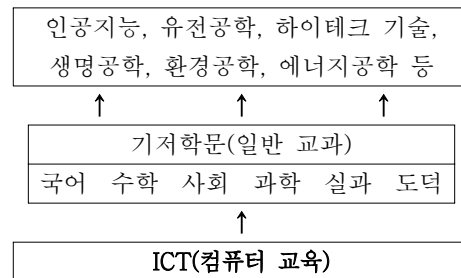 인공지능, 유전공학, 하이테크 기술,
생명공학, 환경공학, 에너지공학 등
기저학문(일반 교과)
국어 수학 사회 과학 실과 도덕
ICT(컴퓨터 교육)